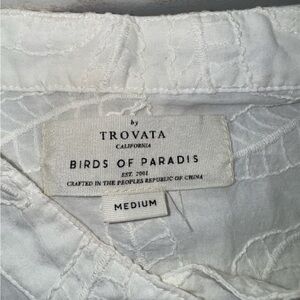 by
TROVATA
CALIFORNIA
BIRDS OF PARADIS
EST. 2001
CRAFTED IN THE PEOPLES REPUBLIC OF CHINA
MEDIUM